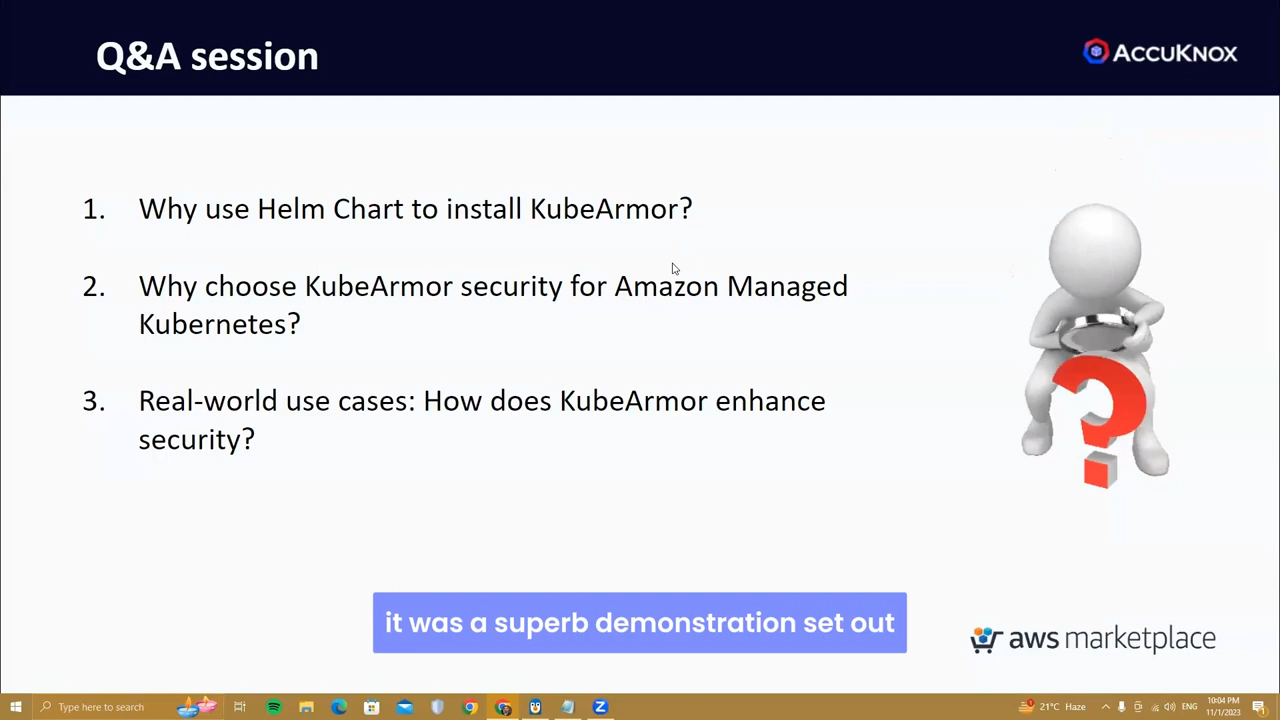 Q&A session
ACCUKNOX
1. Why use Helm Chart to install KubeArmor?
2. Why choose KubeArmor security for Amazon Managed
Kubernetes?
3. Real-world use cases: How does KubeArmor enhance
security?
?
it was a superb demonstration set out
aws marketplace
Type here to search
21°C Haze
ENG
10:04 PM
11/1/2023